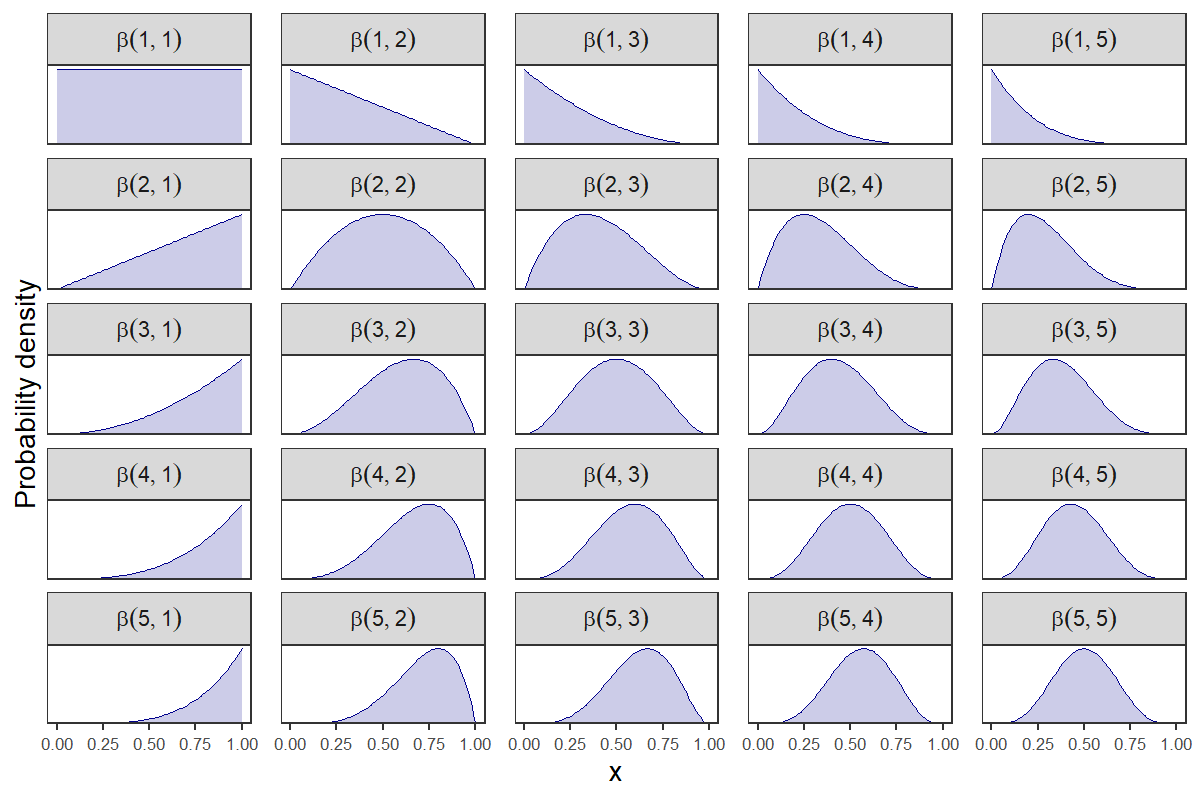 β(1, 1) β(1, 2) β(1, 3) β(1, 4) β(1, 5)
β(2, 1) β(2, 2) β(2, 3) β(2, 4) β(2, 5)
β(3, 1) β(3, 2) β(3, 3) β(3, 4) β(3, 5)
β(4, 1) β(4, 2) β(4, 3) β(4, 4) β(4, 5)
β(5, 1) β(5, 2) β(5, 3) β(5, 4) β(5, 5)
Probability density
0.00 0.25 0.50 0.75 1.00 0.00 0.25 0.50 0.75 1.00 0.00 0.25 0.50 0.75 1.00 0.00 0.25 0.50 0.75 1.00 0.00 0.25 0.50 0.75 1.00
x